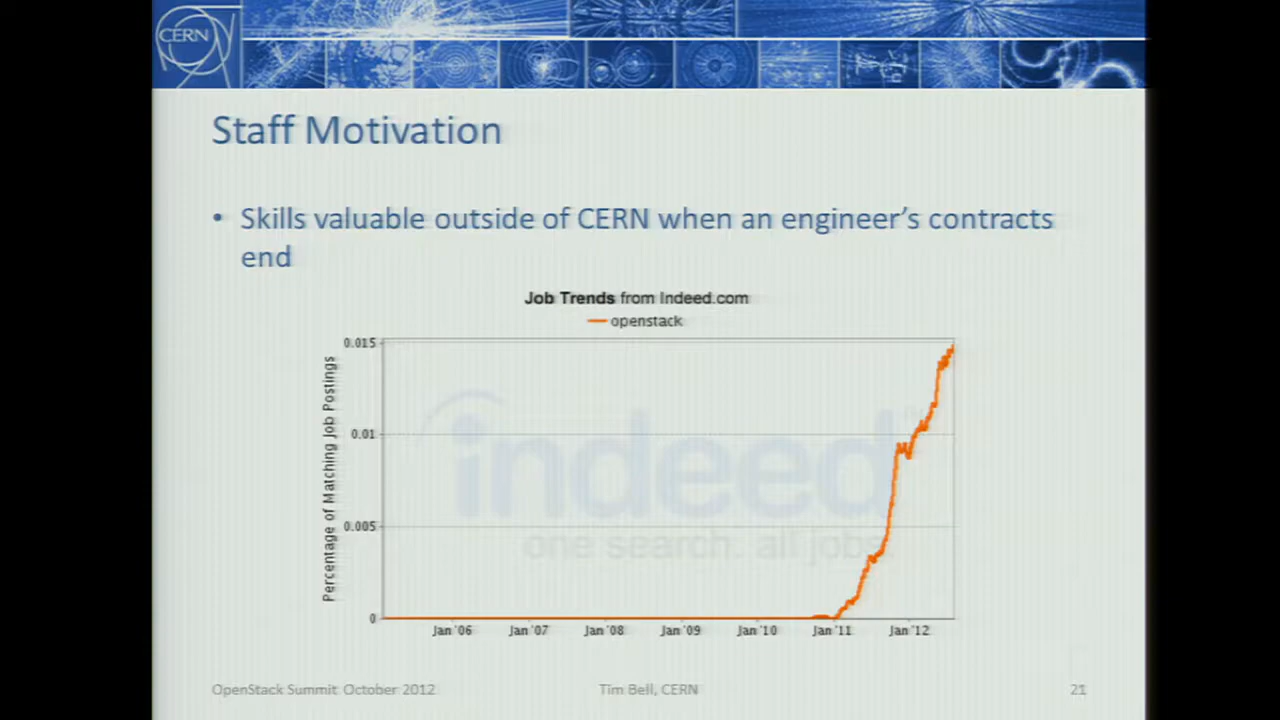 CERN
Staff Motivation
• Skills valuable outside of CERN when an engineer's contracts
end
Job Trends from Indeed.com
openstack
Percentage of Matching Job Postings
0.015
0.01
0.005
0
indeed
one search. all jobs.
Jan'06 Jan'07 Jan'08 Jan'09 Jan'10 Jan'11 Jan'12
OpenStack Summit October 2012 Tim Bell, CERN 21